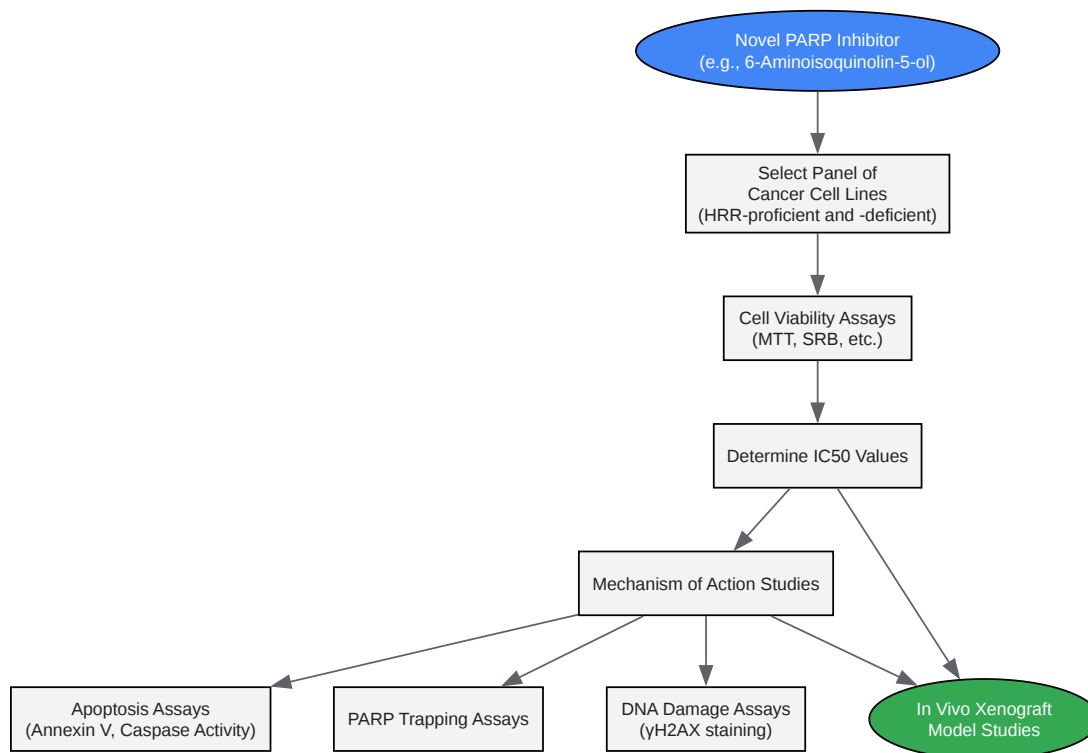 Novel PARP Inhibitor
(e.g., 6-Aminoisoquinolin-5-ol)
Select Panel of
Cancer Cell Lines
(HRR-proficient and -deficient)
Cell Viability Assays
(MTT, SRB, etc.)
Determine IC50 Values
Mechanism of Action Studies
Apoptosis Assays
(Annexin V, Caspase Activity)
PARP Trapping Assays
DNA Damage Assays
(γH2AX staining)
In Vivo Xenograft
Model Studies